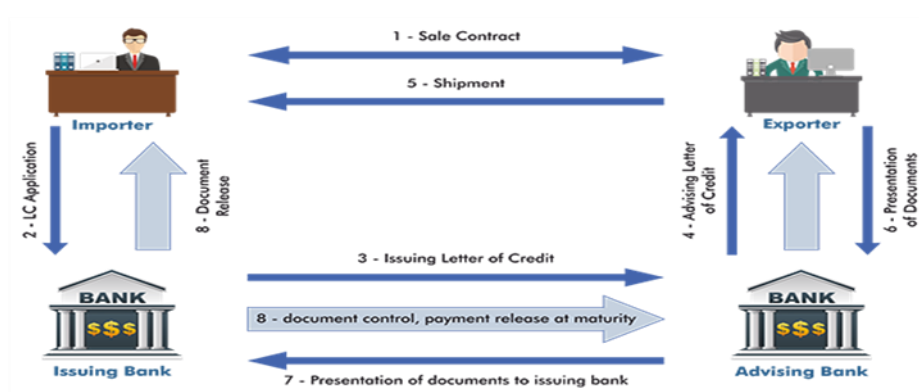 1 - Sale Contract
5 - Shipment
Importer
Exporter
2 - LC Application
8 - Document
Release
4 - Advising Letter
of Credit
6 - Presentation
of Documents
3 - Issuing Letter of Credit
BANK
$$$
BANK
$$$
8 - document control, payment release at maturity
Issuing Bank
Advising Bank
7 - Presentation of documents to issuing bank